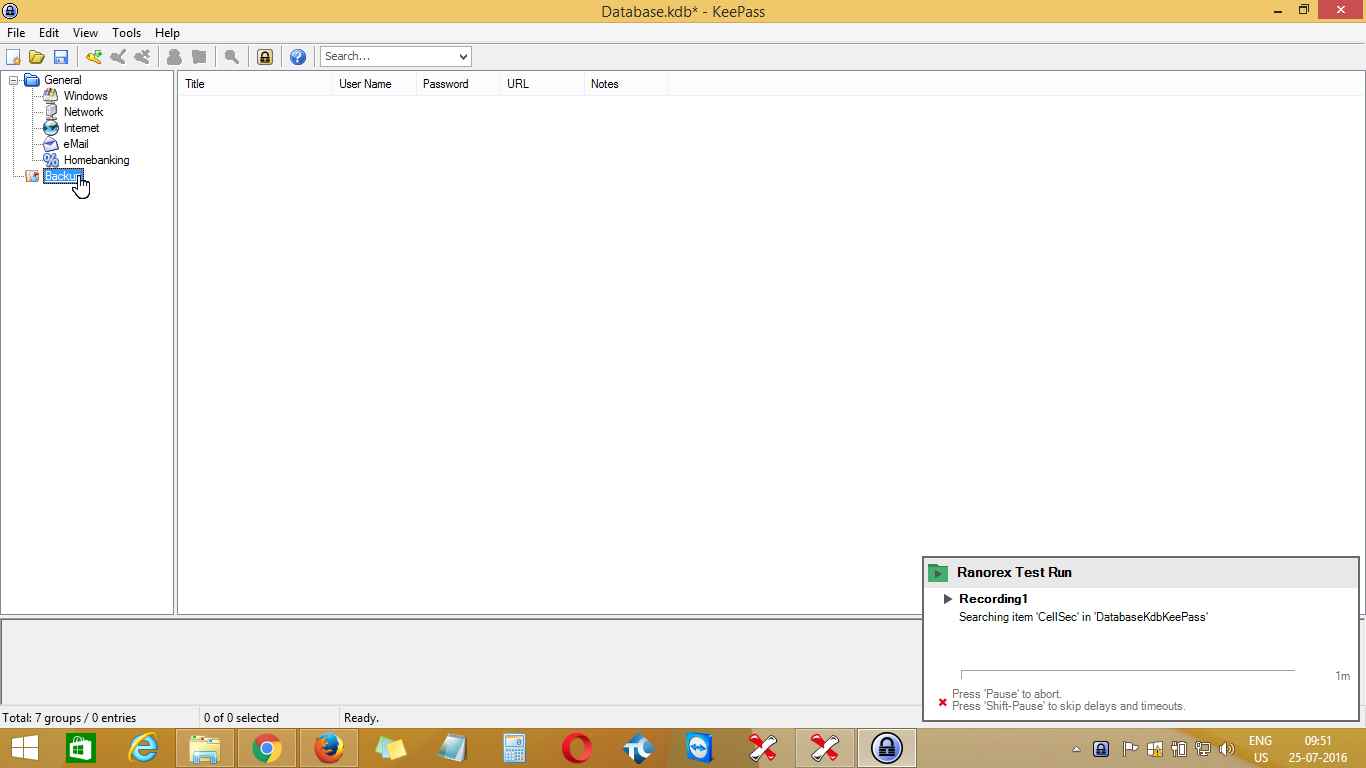 Database.kdb* - KeePass
File Edit View Tools Help
Search...
Title User Name Password URL Notes
General
Windows
Network
Internet
eMail
Homebanking
Ranorex Test Run
Recording1
Searching item 'CellSec' in 'DatabaseKdbKeePass'
1m
Press 'Pause' to abort.
Press 'Shift-Pause' to skip delays and timeouts.
Total: 7 groups / 0 entries 0 of 0 selected Ready.
ENG 09:51
US 25-07-2016